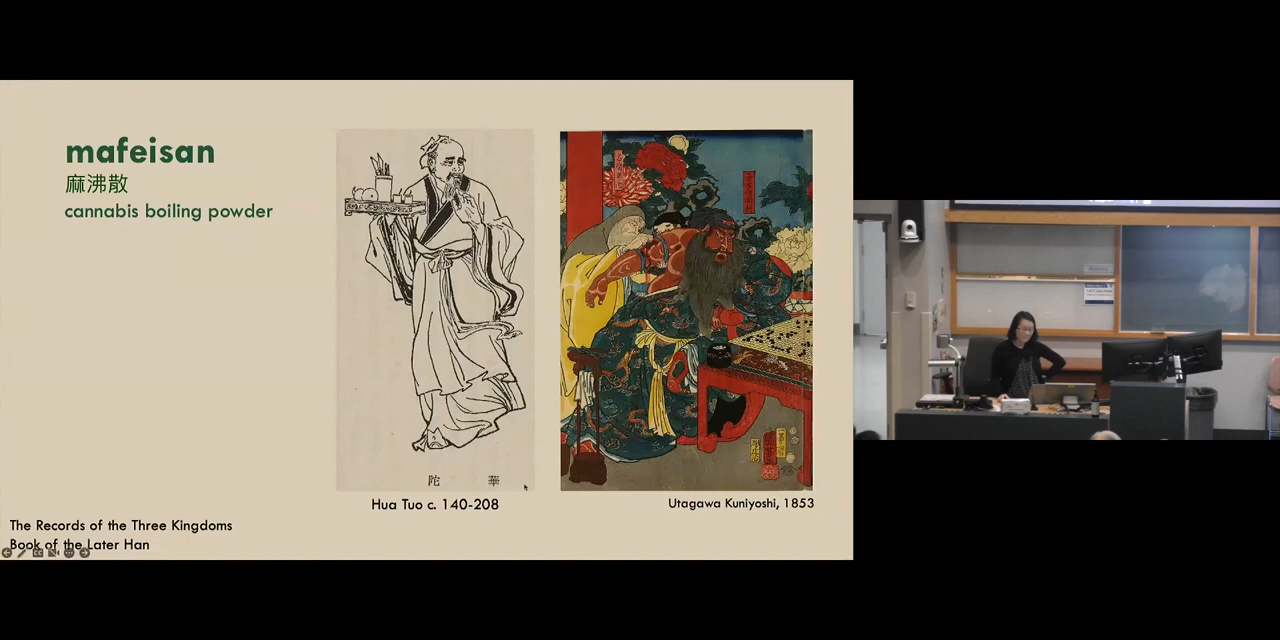 mafeisan
麻沸散
cannabis boiling powder
陀 華
Hua Tuo c. 140-208
Utagawa Kuniyoshi, 1853
The Records of the Three Kingdoms
Book of the Later Han